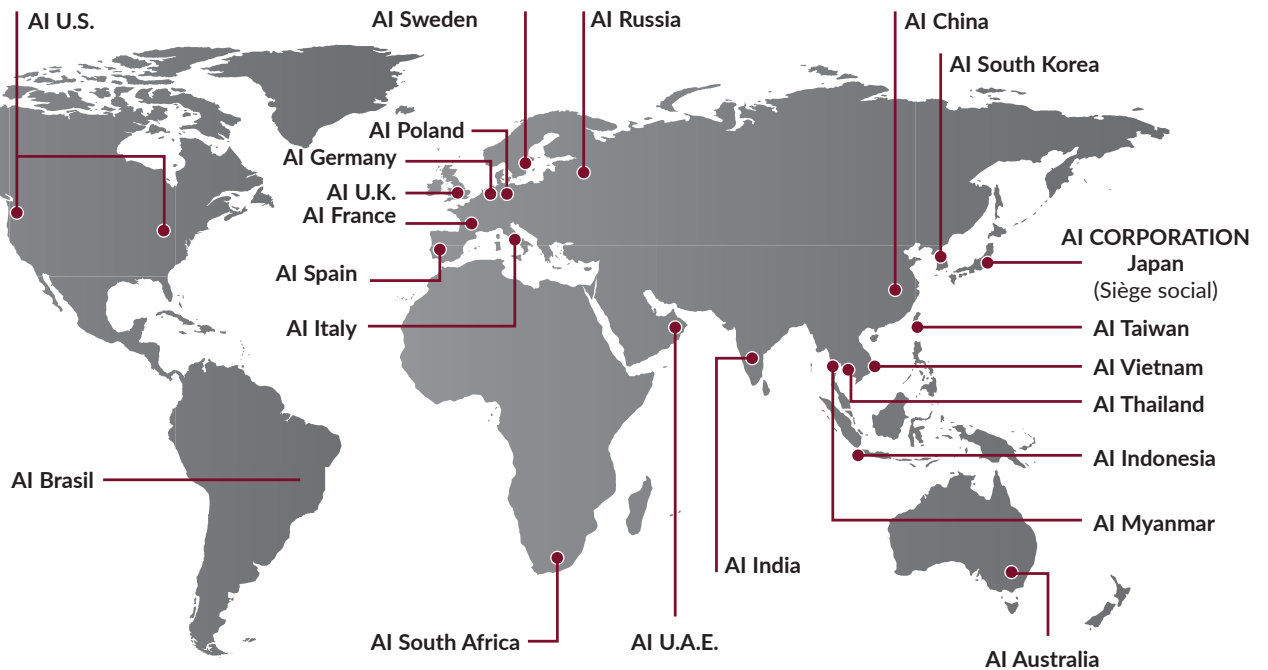 AI U.S.
AI Sweden
AI Russia
AI China
AI South Korea
AI Poland
AI Germany
AI U.K.
AI France
AI CORPORATION
Japan
(Siège social)
AI Spain
AI Italy
AI Taiwan
AI Vietnam
AI Thailand
AI Indonesia
AI Brasil
AI Myanmar
AI India
AI South Africa
AI U.A.E.
AI Australia